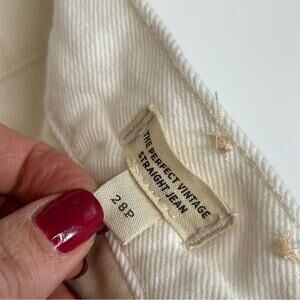 THE PERFECT VINTAGE
STRAIGHT JEAN
28P